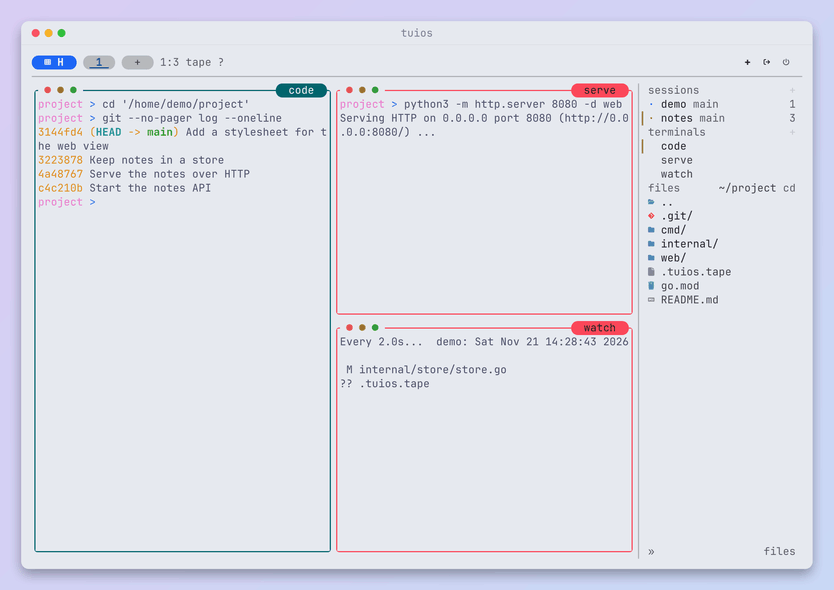 tuios
H 1 + 1:3 tape ?
code
project > cd '/home/demo/project'
project > git --no-pager log --oneline
3144fd4 (HEAD -> main) Add a stylesheet for t
he web view
3223878 Keep notes in a store
4a48767 Serve the notes over HTTP
c4c210b Start the notes API
project >
serve
project > python3 -m http.server 8080 -d web
Serving HTTP on 0.0.0.0 port 8080 (http://0.0
.0.0:8080/) ...
watch
Every 2.0s...  demo: Sat Nov 21 14:28:43 2026
M internal/store/store.go
?? .tuios.tape
sessions +
· demo main 1
· notes main 3
terminals +
code
serve
watch
files ~/project cd
..
.git/
cmd/
internal/
web/
.tuios.tape
go.mod
README.md
» files